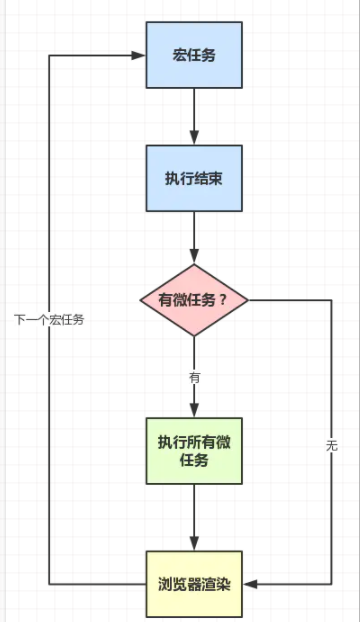 宏任务
执行结束
有微任务？
下一个宏任务
有
执行所有微
任务
无
浏览器渲染